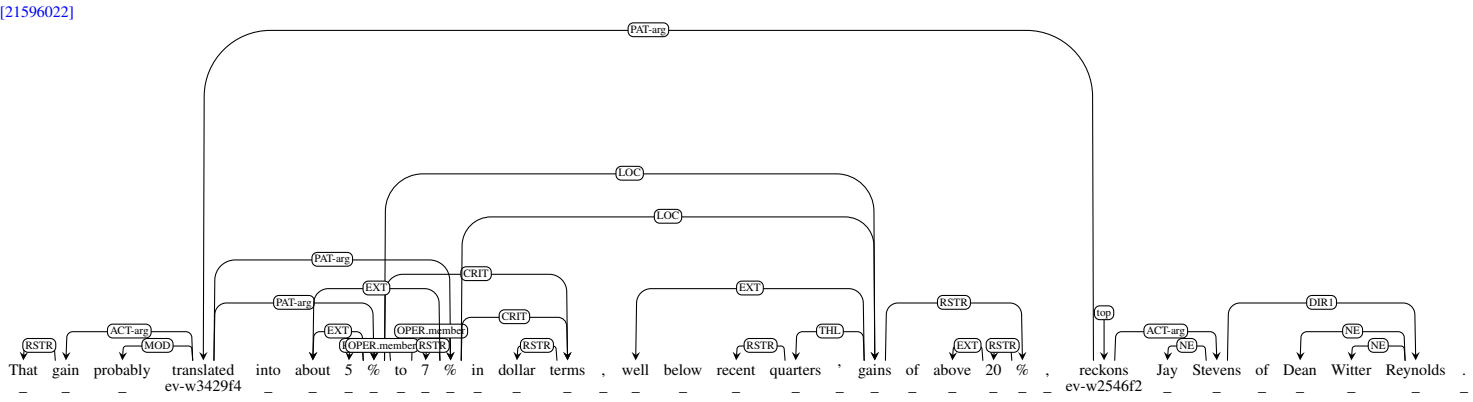 [21596022]
PAT-arg
LOC
LOC
PAT-arg
CRIT
EXT EXT
PAT-arg RSTR
CRIT top
ACT-arg EXT OPER.member THL ACT-arg NE
RSTR MOD OPER.member RSTR RSTR RSTR EXT RSTR NE NE
DIR1
That gain probably translated into about 5 % to 7 % in dollar terms , well below recent quarters ' gains of above 20 % , reckons Jay Stevens of Dean Witter Reynolds .
ev-w3429f4 ev-w2546f2
_ _ _ _ _ _ _ _ _ _ _ _ _ _ _ _ _ _ _ _ _ _ _ _ _ _ _ _ _ _ _ _